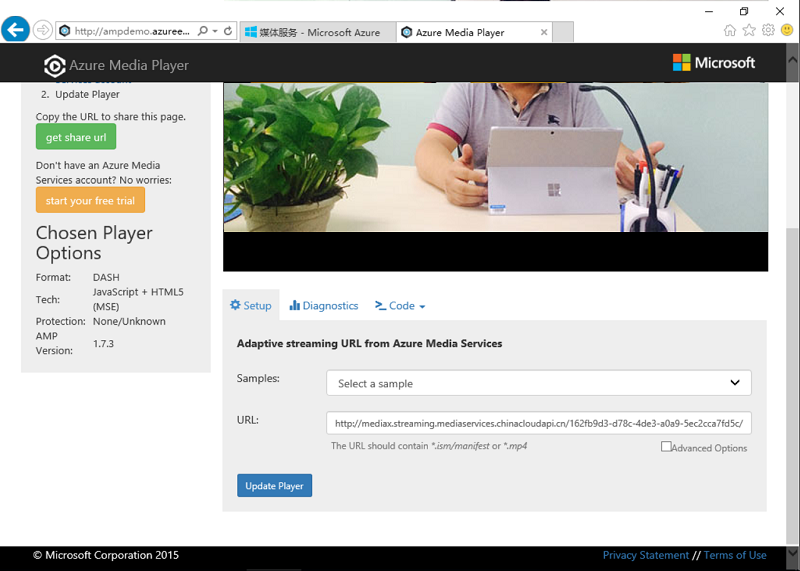 http://ampdemo.azuree...
媒体服务 - Microsoft Azure
Azure Media Player
Azure Media Player
Microsoft
2. Update Player
Copy the URL to share this page.
get share url
Don't have an Azure Media
Services account? No worries:
start your free trial
Chosen Player
Options
Format: DASH
Tech: JavaScript + HTML5
(MSE)
Protection: None/Unknown
AMP
Version: 1.7.3
Setup
Diagnostics
Code
Adaptive streaming URL from Azure Media Services
Samples: Select a sample
URL: http://mediax.streaming.mediaservices.chinacloudapi.cn/162fb9d3-d78c-4de3-a0a9-5ec2cca7fd5c/
The URL should contain *.ism/manifest or *.mp4
Advanced Options
Update Player
© Microsoft Corporation 2015
Privacy Statement // Terms of Use